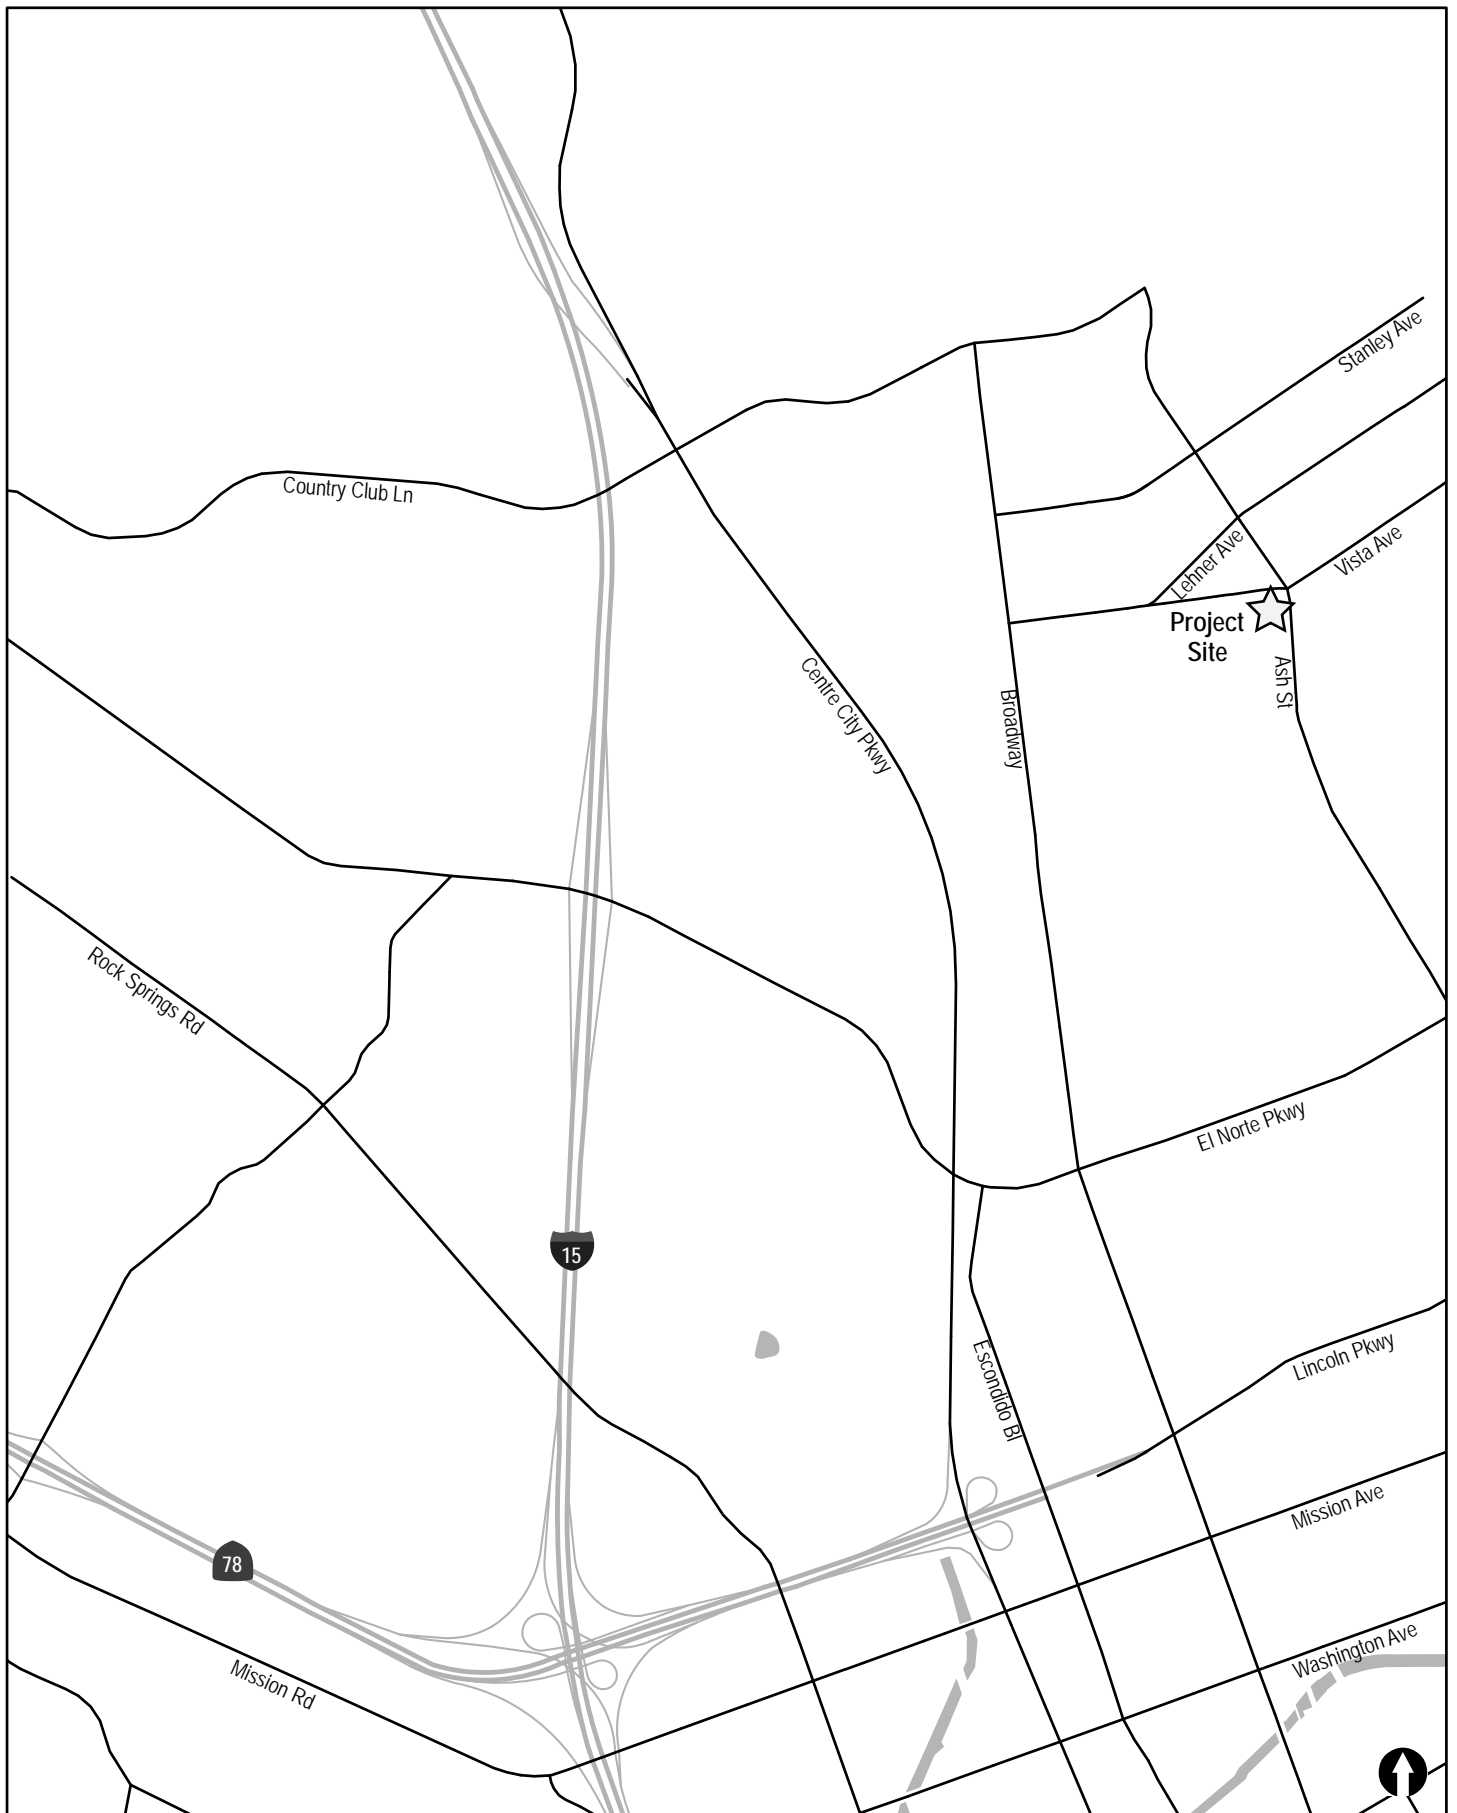 Stanley Ave
Country Club Ln
Lehner Ave
Vista Ave
Project
Site
Ash St
Centre City Pkwy
Broadway
Rock Springs Rd
El Norte Pkwy
15
Escondido Bl
Lincoln Pkwy
Mission Ave
78
Washington Ave
Mission Rd